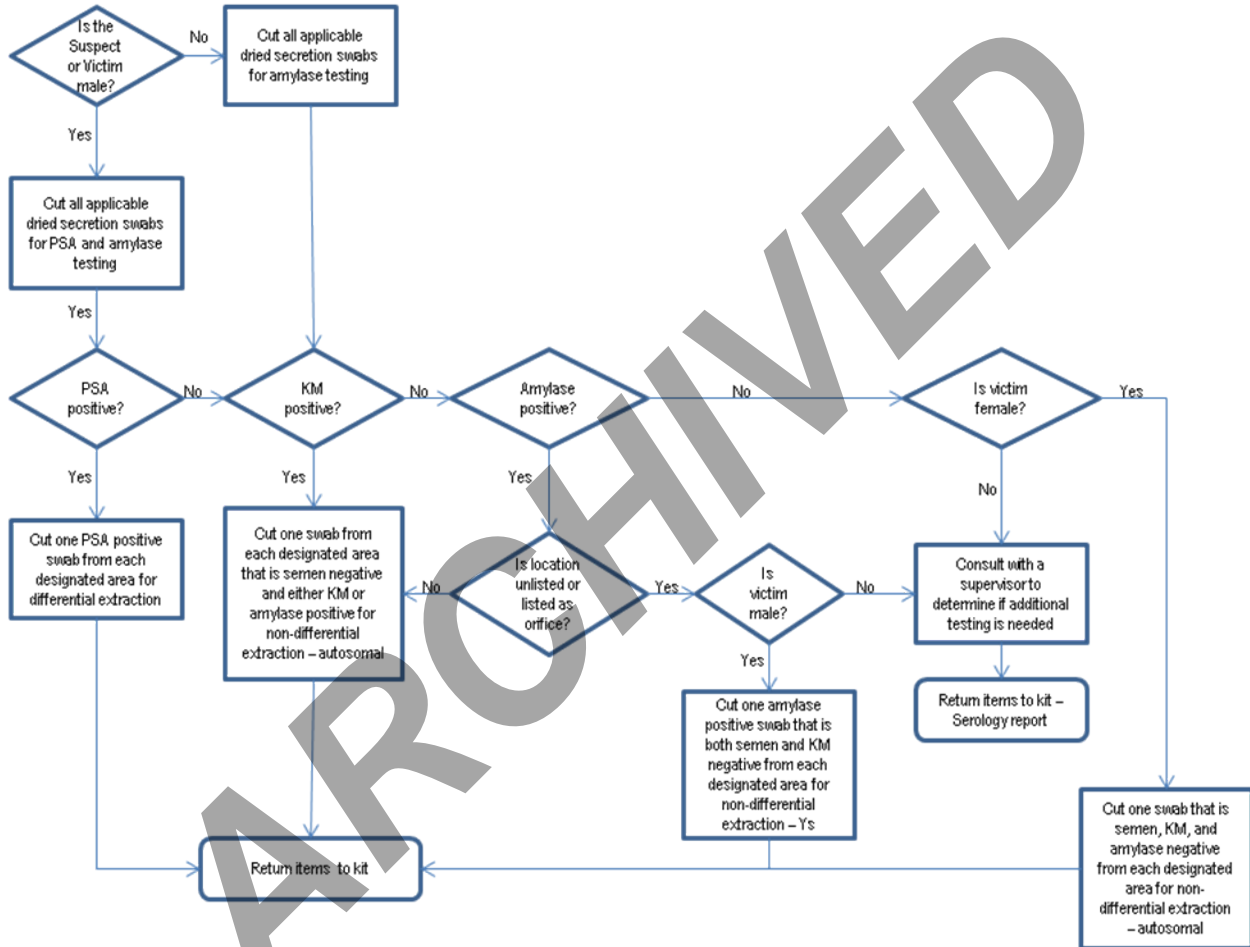 Is the
Suspect
or Victim
male?
No
Cut all applicable
dried secretion swabs
for amylase testing
Yes
Cut all applicable
dried secretion swabs
for PSA and amylase
testing
Yes
PSA
positive?
No
KM
positive?
No
Amylase
positive?
No
Is victim
female?
Yes
Yes
Yes
Yes
No
Cut one PSA positive
swab from each
designated area for
differential extraction
Cut one swab from
each designated area
that is semen negative
and either KM or
amylase positive for
non-differential
extraction – autosomal
No
Is location
unlisted or
listed as
orifice?
Yes
Is
victim
male?
No
Consult with a
supervisor to
determine if additional
testing is needed
Yes
Return items to kit –
Serology report
Cut one amylase
positive swab that is
both semen and KM
negative from each
designated area for
non-differential
extraction – Ys
Cut one swab that is
semen, KM, and
amylase negative
from each designated
area for non-
differential extraction
– autosomal
Return items to kit
ARCHIVED